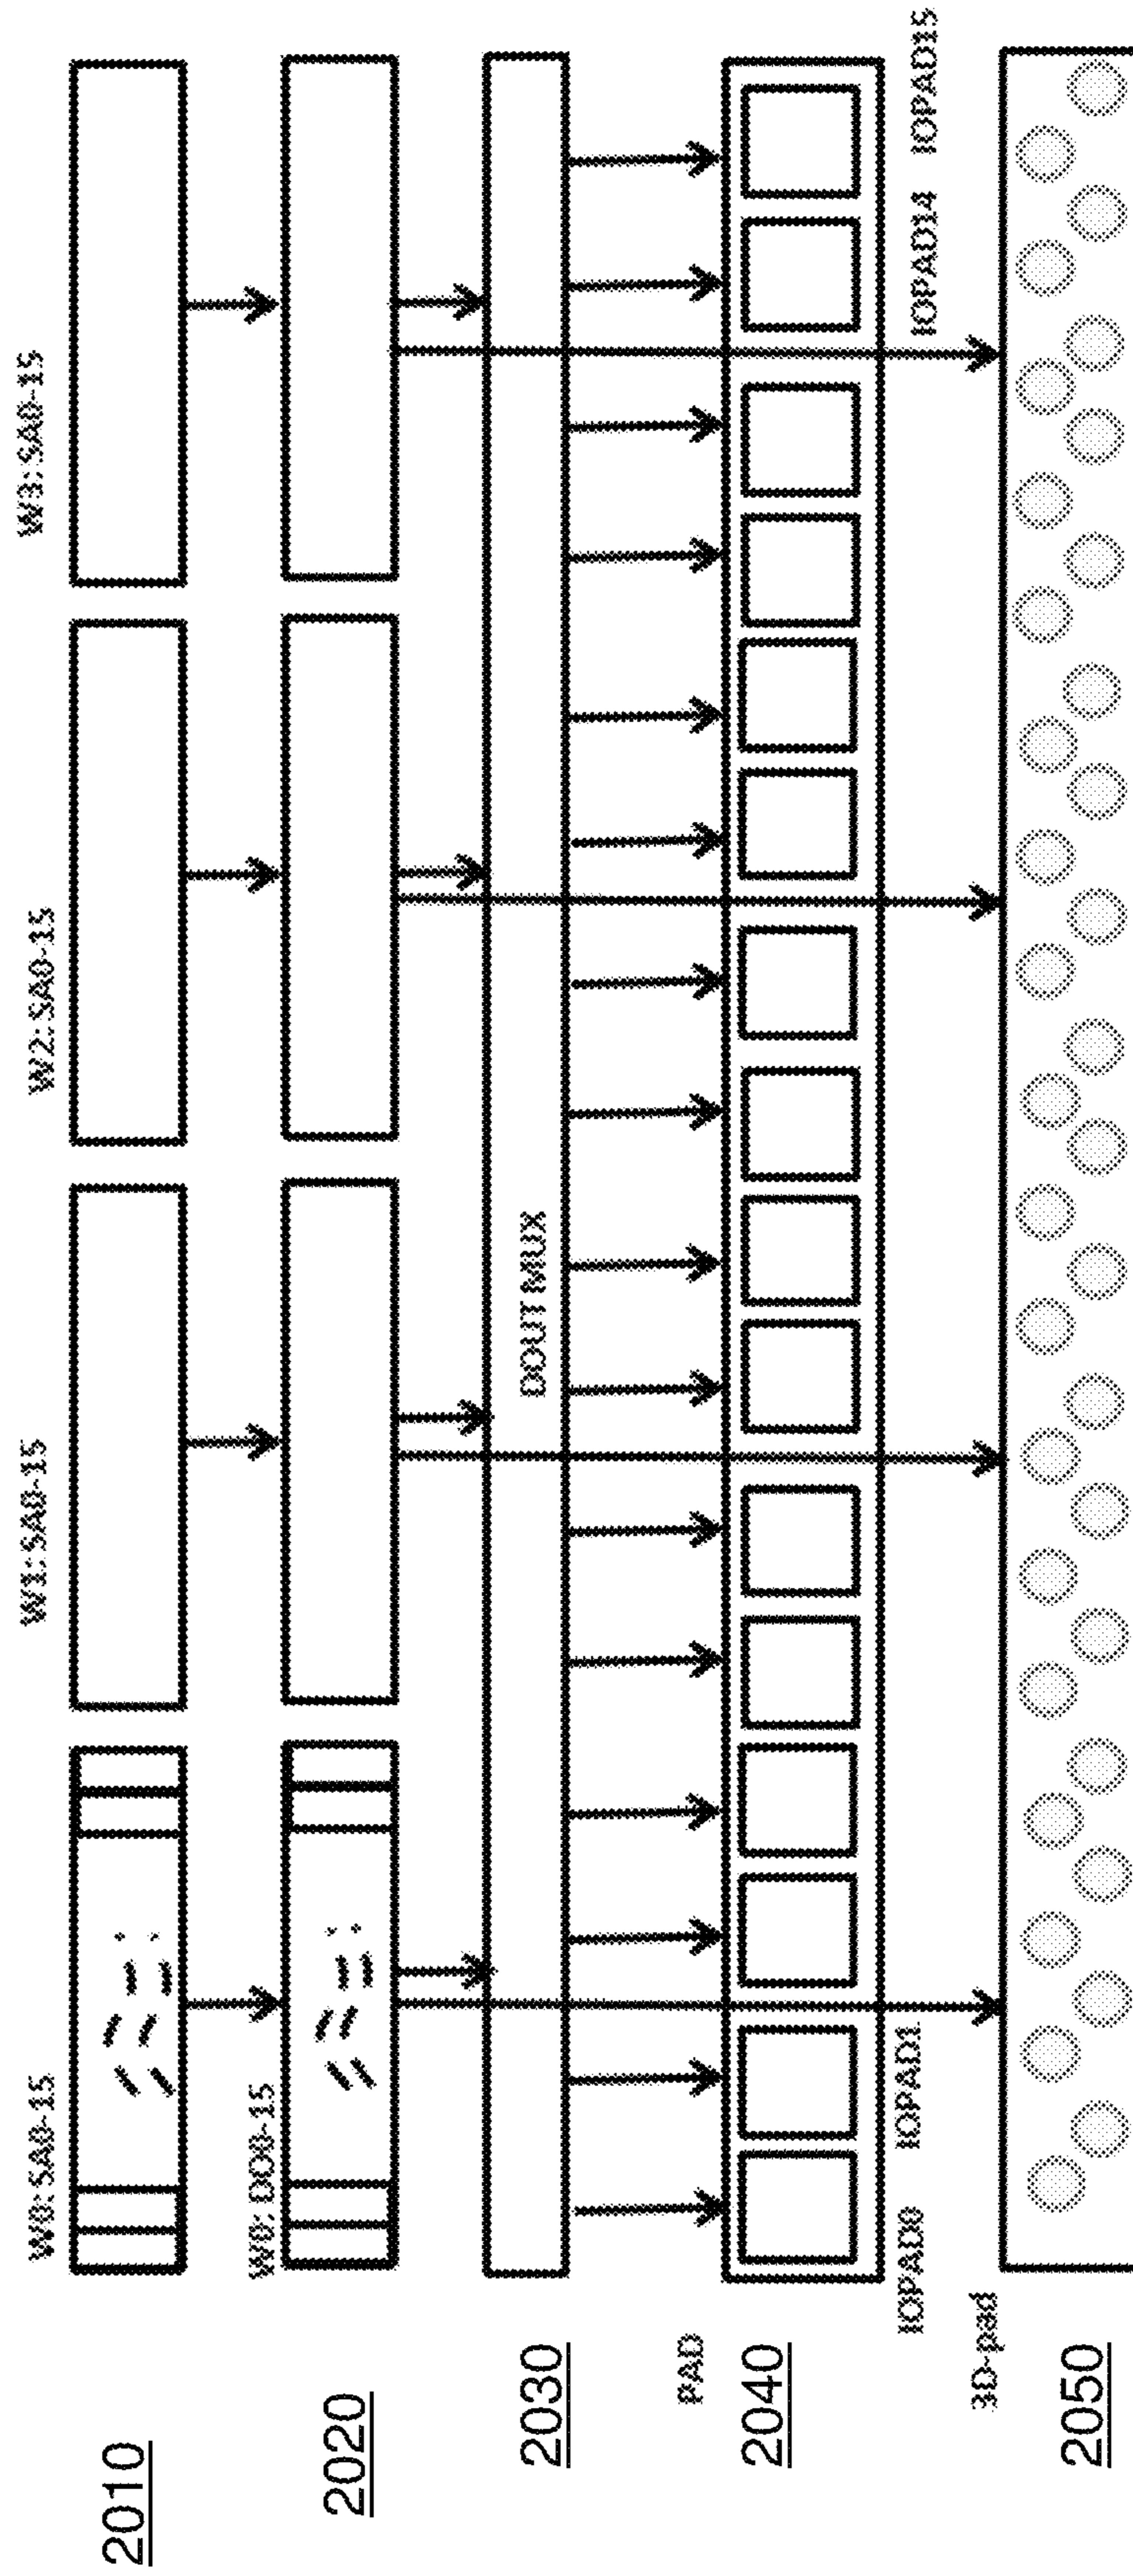 W0: SA0-15
W1: SA0-15
W2: SA0-15
W3: SA0-15
2010
W0: DO0-15
2020
DOUT MUX
2030
PAD
2040
IOPAD0
IOPAD1
IOPAD14
IOPAD15
3D-pad
2050